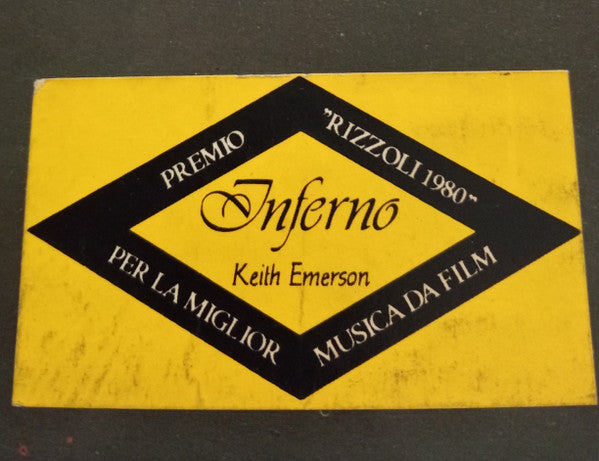 PREMIO
"RIZZOLI 1980"
Inferno
Keith Emerson
PER LA MIGLIOR
MUSICA DA FILM